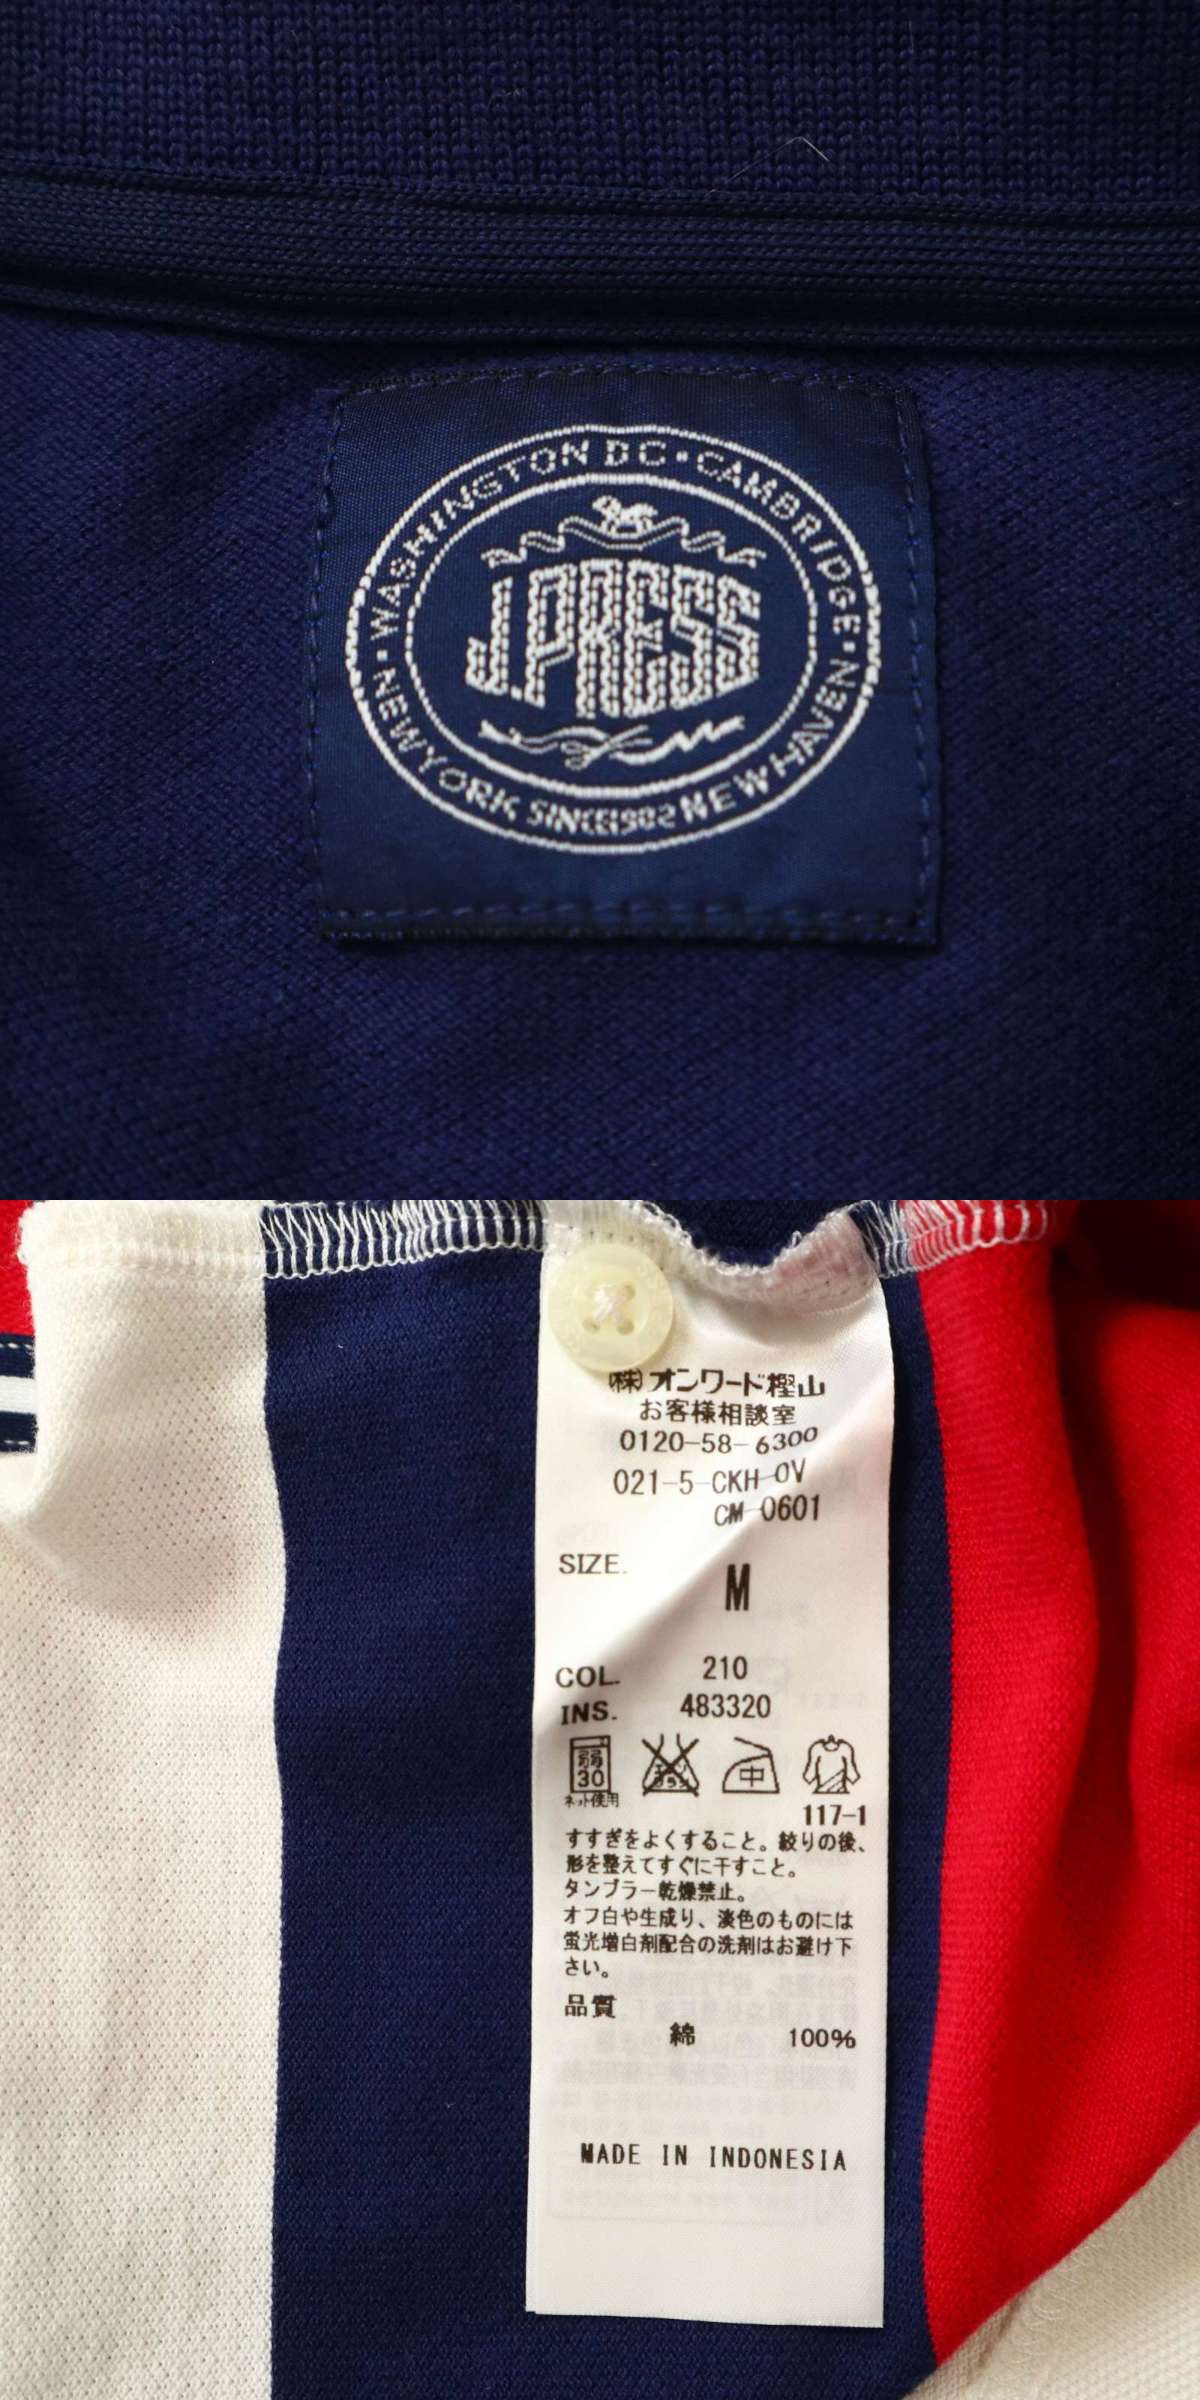 WASHINGTON DC • CAMBRIDGE •
J.PRESS
• NEW YORK SINCE 1902 NEW HAVEN •
(株)オンワード樫山
お客様相談室
0120-58-6300
021-5-CKH-0V
CM-0601
SIZE. M
COL. 210
INS. 483320
弱 30 エンソサラシ 中
ネット使用
117-1
すすぎをよくすること。絞りの後、
形を整えてすぐに干すこと。
タンブラー乾燥禁止。
オフ白や生成り、淡色のものには
蛍光増白剤配合の洗剤はお避け下
さい。
品質
綿 100%
MADE IN INDONESIA